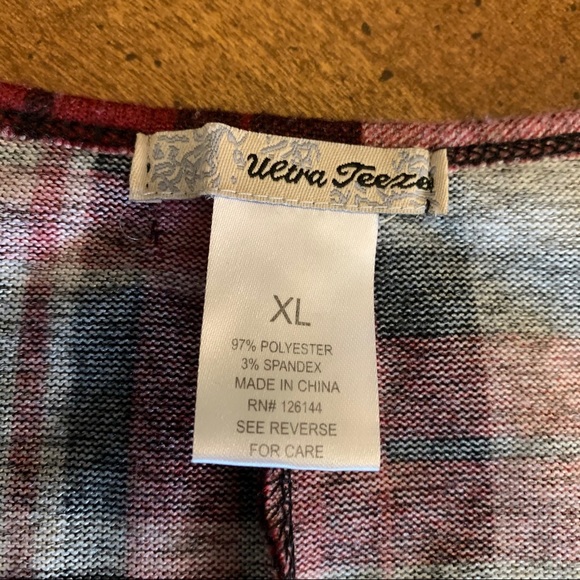 Ultra Teeze
XL
97% POLYESTER
3% SPANDEX
MADE IN CHINA
RN# 126144
SEE REVERSE
FOR CARE